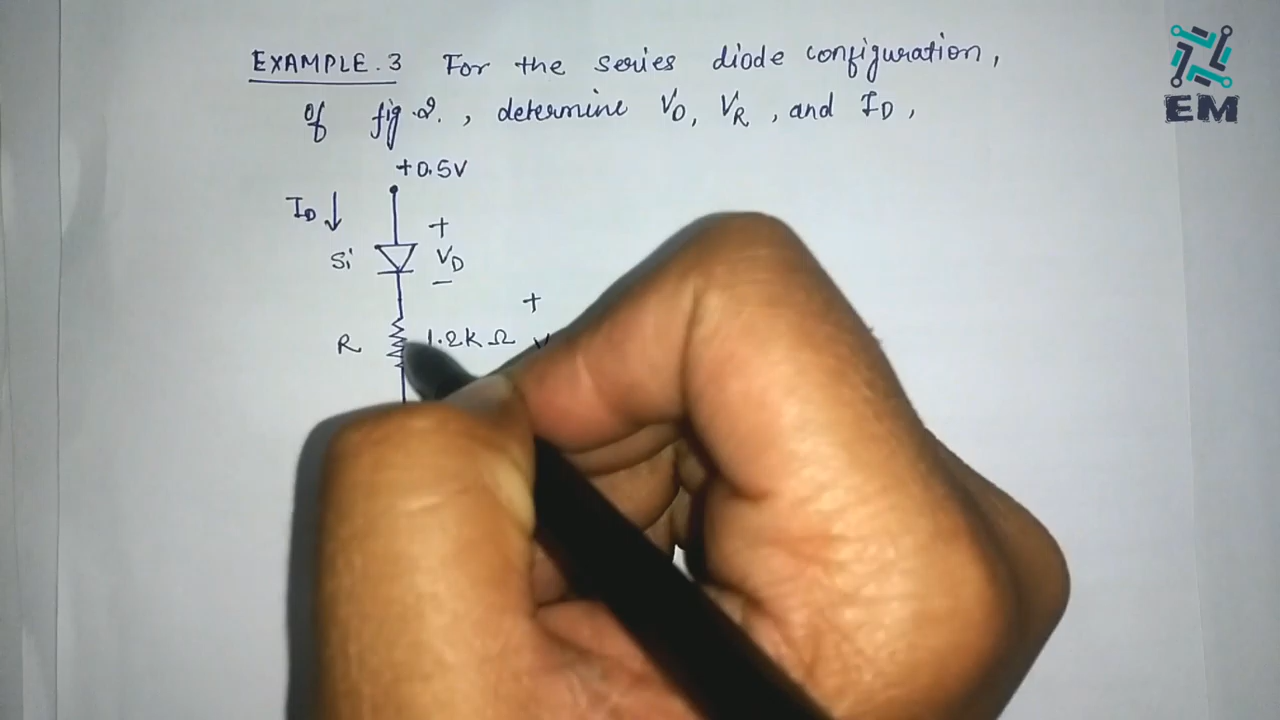 EXAMPLE.3 For the series diode configuration,
of fig.2., determine VD, VR, and ID,
+0.5V
ID
+
Si VD
−
+
R 1.2KΩ V
EM